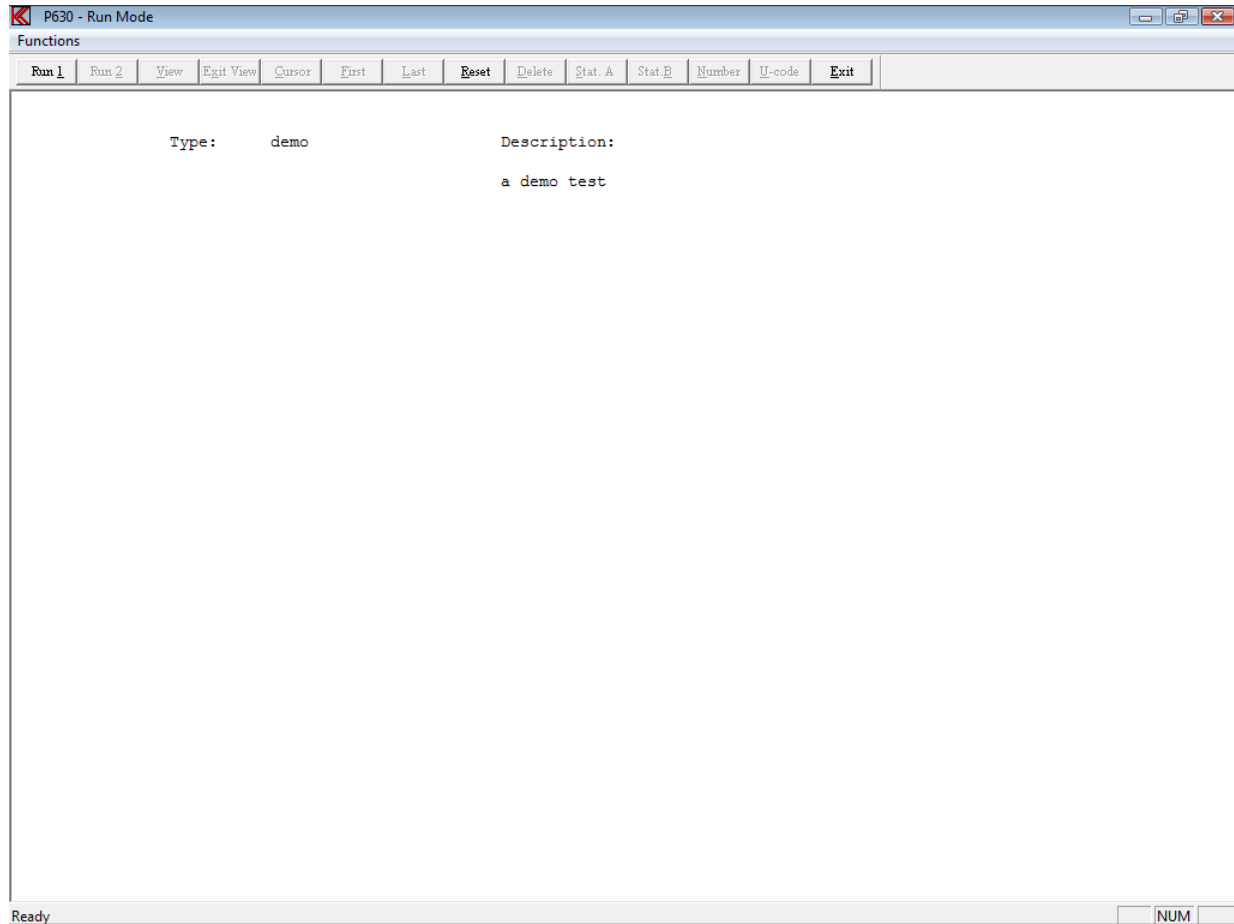 P630 - Run Mode
Functions
Run 1 Run 2 View Exit View Cursor First Last Reset Delete Stat. A Stat.B Number U-code Exit
Type: demo Description:
a demo test
Ready NUM